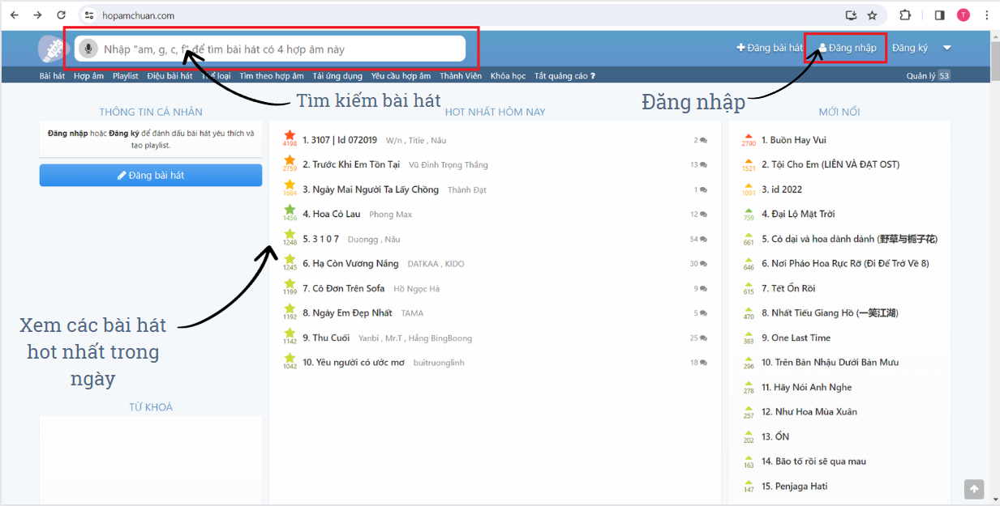 hopamchuan.com
T
Nhập "am, g, c, f" để tìm bài hát có 4 hợp âm này
Đăng bài hát
Đăng nhập
Đăng ký
Bài hát Hợp âm Playlist Điệu bài hát Thể loại Tìm theo hợp âm Tải ứng dụng Yêu cầu hợp âm Thành Viên Khóa học Tắt quảng cáo ?
Quản lý 53
Tìm kiếm bài hát
Đăng nhập
THÔNG TIN CÁ NHÂN
Đăng nhập hoặc Đăng ký để đánh dấu bài hát yêu thích và
tạo playlist.
Đăng bài hát
Xem các bài hát
hot nhất trong
ngày
TỪ KHOÁ
HOT NHẤT HÔM NAY
4198 1. 3107 | Id 072019 W/n , Titie , Nâu 2
2759 2. Trước Khi Em Tồn Tại Vũ Đinh Trọng Thắng 13
1684 3. Ngày Mai Người Ta Lấy Chồng Thành Đạt 1
1456 4. Hoa Cỏ Lau Phong Max 12
1248 5. 3 1 0 7 Duongg , Nâu 54
1245 6. Hạ Còn Vương Nắng DATKAA , KIDO 30
1199 7. Cô Đơn Trên Sofa Hồ Ngọc Hà 9
1192 8. Ngày Em Đẹp Nhất TAMA 5
1142 9. Thu Cuối Yanbi , Mr.T , Hằng BingBoong 25
1042 10. Yêu người có ước mơ buitruonglinh 18
MỚI NỔI
2790 1. Buồn Hay Vui
1521 2. Tội Cho Em (LIÊN VÀ ĐẠT OST)
1091 3. id 2022
759 4. Đại Lộ Mặt Trời
661 5. Cỏ dại và hoa dành dành (野草与栀子花)
646 6. Nơi Pháo Hoa Rực Rỡ (Đi Để Trở Về 8)
615 7. Tết Ổn Rồi
470 8. Nhất Tiếu Giang Hồ (一笑江湖)
363 9. One Last Time
296 10. Trên Bàn Nhậu Dưới Bàn Mưu
278 11. Hãy Nói Anh Nghe
257 12. Như Hoa Mùa Xuân
202 13. ỔN
163 14. Bão tố rồi sẽ qua mau
147 15. Penjaga Hati